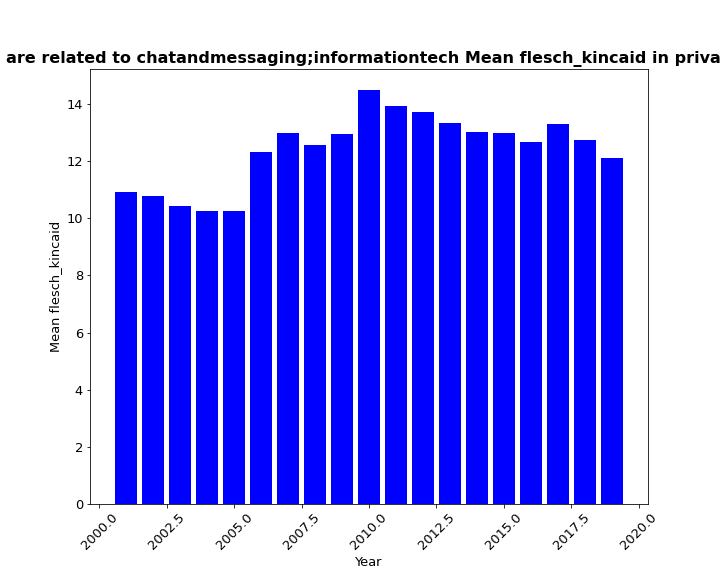 are related to chatandmessaging;informationtech Mean flesch_kincaid in priva
14
12
10
8
6
4
2
0
Mean flesch_kincaid
2000.0 2002.5 2005.0 2007.5 2010.0 2012.5 2015.0 2017.5 2020.0
Year